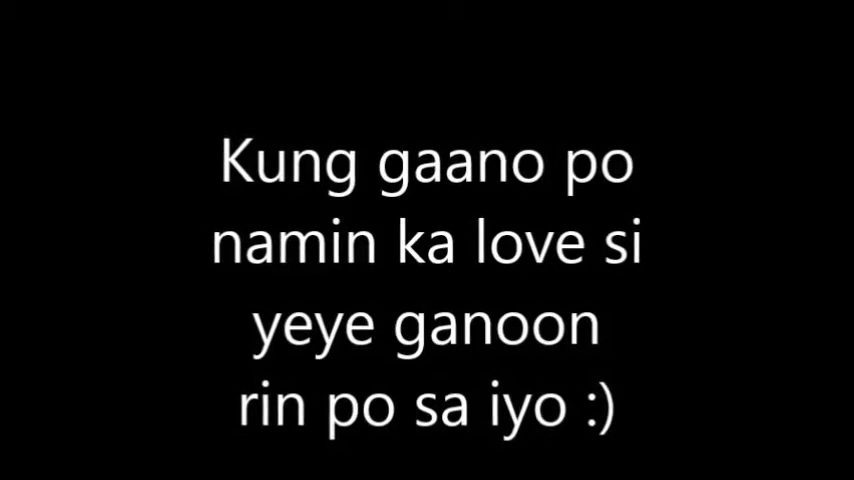 Kung gaano po
namin ka love si
yeye ganoon
rin po sa iyo :)